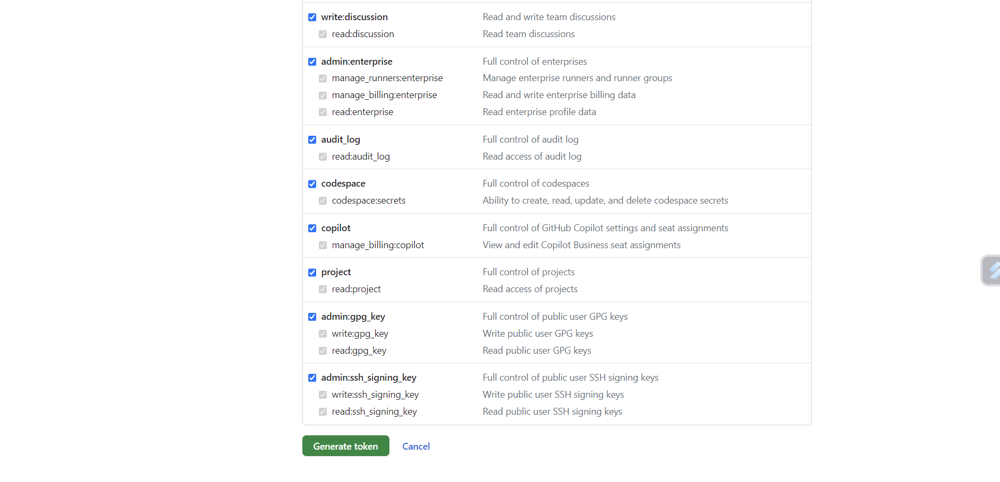 write:discussion Read and write team discussions
read:discussion Read team discussions
admin:enterprise Full control of enterprises
manage_runners:enterprise Manage enterprise runners and runner groups
manage_billing:enterprise Read and write enterprise billing data
read:enterprise Read enterprise profile data
audit_log Full control of audit log
read:audit_log Read access of audit log
codespace Full control of codespaces
codespace:secrets Ability to create, read, update, and delete codespace secrets
copilot Full control of GitHub Copilot settings and seat assignments
manage_billing:copilot View and edit Copilot Business seat assignments
project Full control of projects
read:project Read access of projects
admin:gpg_key Full control of public user GPG keys
write:gpg_key Write public user GPG keys
read:gpg_key Read public user GPG keys
admin:ssh_signing_key Full control of public user SSH signing keys
write:ssh_signing_key Write public user SSH signing keys
read:ssh_signing_key Read public user SSH signing keys
Generate token Cancel